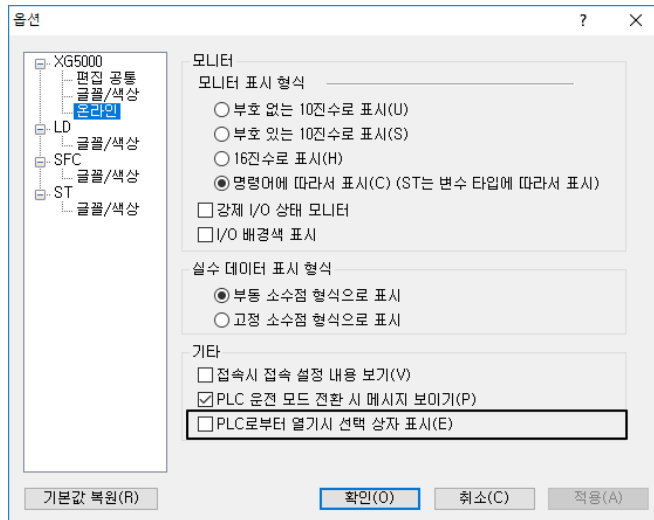 옵션
? X
XG5000
편집 공통
글꼴/색상
온라인
LD
글꼴/색상
SFC
글꼴/색상
ST
글꼴/색상
모니터
모니터 표시 형식
부호 없는 10진수로 표시(U)
부호 있는 10진수로 표시(S)
16진수로 표시(H)
명령어에 따라서 표시(C) (ST는 변수 타입에 따라서 표시)
강제 I/O 상태 모니터
I/O 배경색 표시
실수 데이터 표시 형식
부동 소수점 형식으로 표시
고정 소수점 형식으로 표시
기타
접속시 접속 설정 내용 보기(V)
PLC 운전 모드 전환 시 메시지 보이기(P)
PLC로부터 열기시 선택 상자 표시(E)
기본값 복원(R)
확인(O)
취소(C)
적용(A)